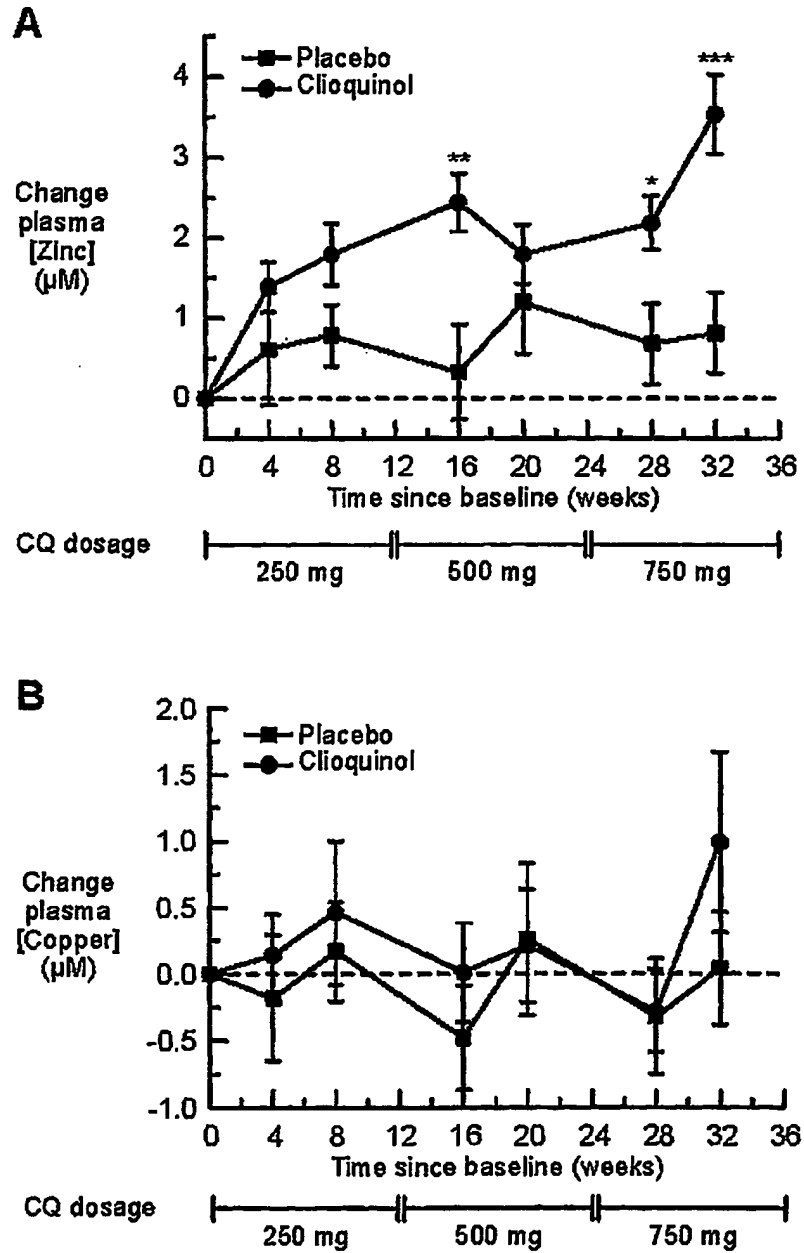 A
Placebo
Clioquinol
4
3
2
1
0
Change
plasma
[Zinc]
(µM)
**
*
***
0 4 8 12 16 20 24 28 32 36
Time since baseline (weeks)
CQ dosage
250 mg 500 mg 750 mg
B
Placebo
Clioquinol
2.0
1.5
1.0
0.5
0.0
-0.5
-1.0
Change
plasma
[Copper]
(µM)
0 4 8 12 16 20 24 28 32 36
Time since baseline (weeks)
CQ dosage
250 mg 500 mg 750 mg